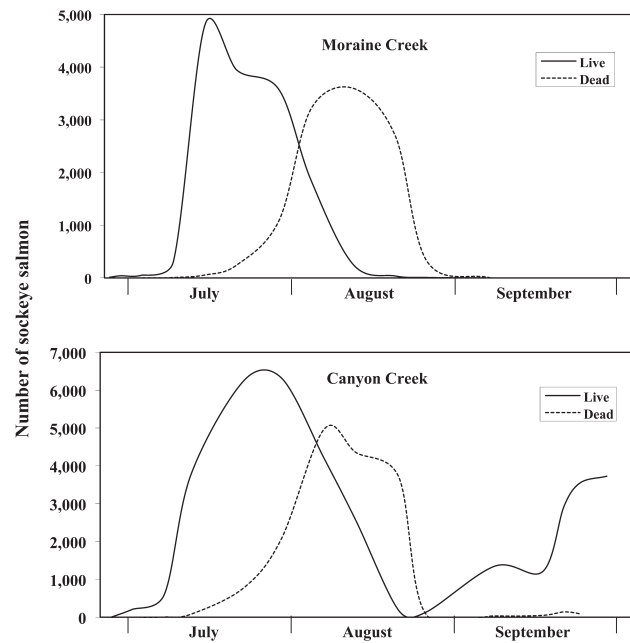 Number of sockeye salmon
5,000
Moraine Creek
Live
Dead
4,000
3,000
2,000
1,000
0
July August September
7,000
Canyon Creek
Live
Dead
6,000
5,000
4,000
3,000
2,000
1,000
0
July August September